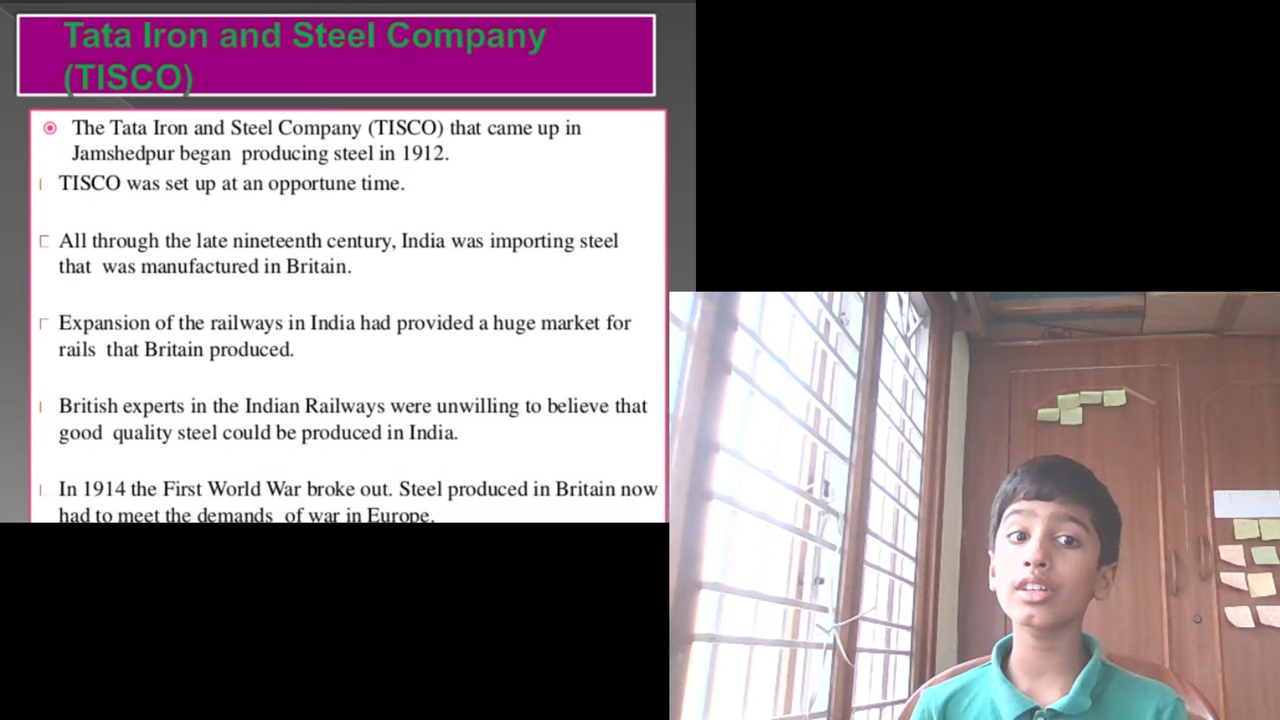 Tata Iron and Steel Company
(TISCO)
The Tata Iron and Steel Company (TISCO) that came up in
Jamshedpur began producing steel in 1912.
TISCO was set up at an opportune time.
All through the late nineteenth century, India was importing steel
that was manufactured in Britain.
Expansion of the railways in India had provided a huge market for
rails that Britain produced.
British experts in the Indian Railways were unwilling to believe that
good quality steel could be produced in India.
In 1914 the First World War broke out. Steel produced in Britain now
had to meet the demands of war in Europe.